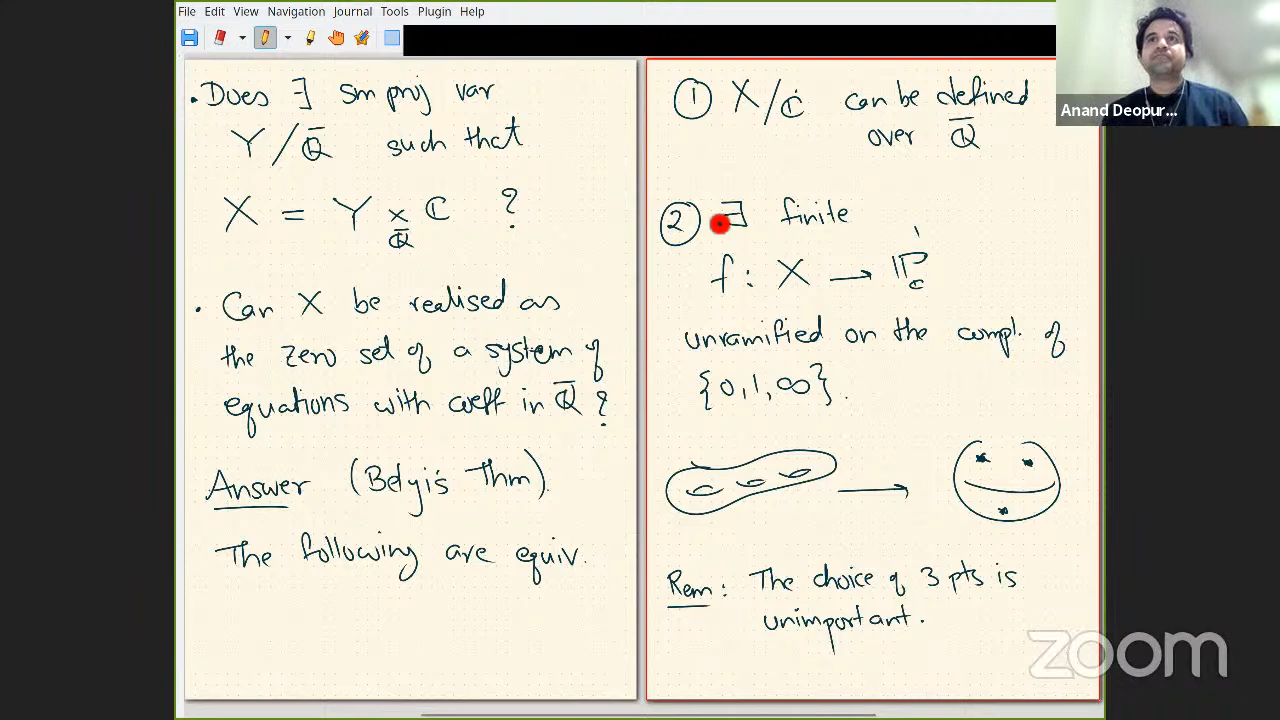 File Edit View Navigation Journal Tools Plugin Help
• Does ∃ sm proj var
Y/Q̄ such that
X = Y × C ?
Q̄
• Can X be realised as
the zero set of a system of
equations with coeff in Q̄ ?
Answer (Belyi's Thm).
The following are equiv.
① X/ℂ can be defined
over Q̄
② ∃ finite
f: X → ℙ¹_C
unramified on the compl. of
{0,1,∞}.
Rem: The choice of 3 pts is
unimportant.
Anand Deopur...
zoom